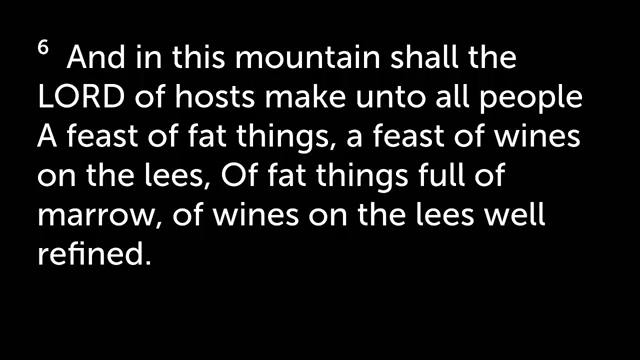 6 And in this mountain shall the
LORD of hosts make unto all people
A feast of fat things, a feast of wines
on the lees, Of fat things full of
marrow, of wines on the lees well
refined.